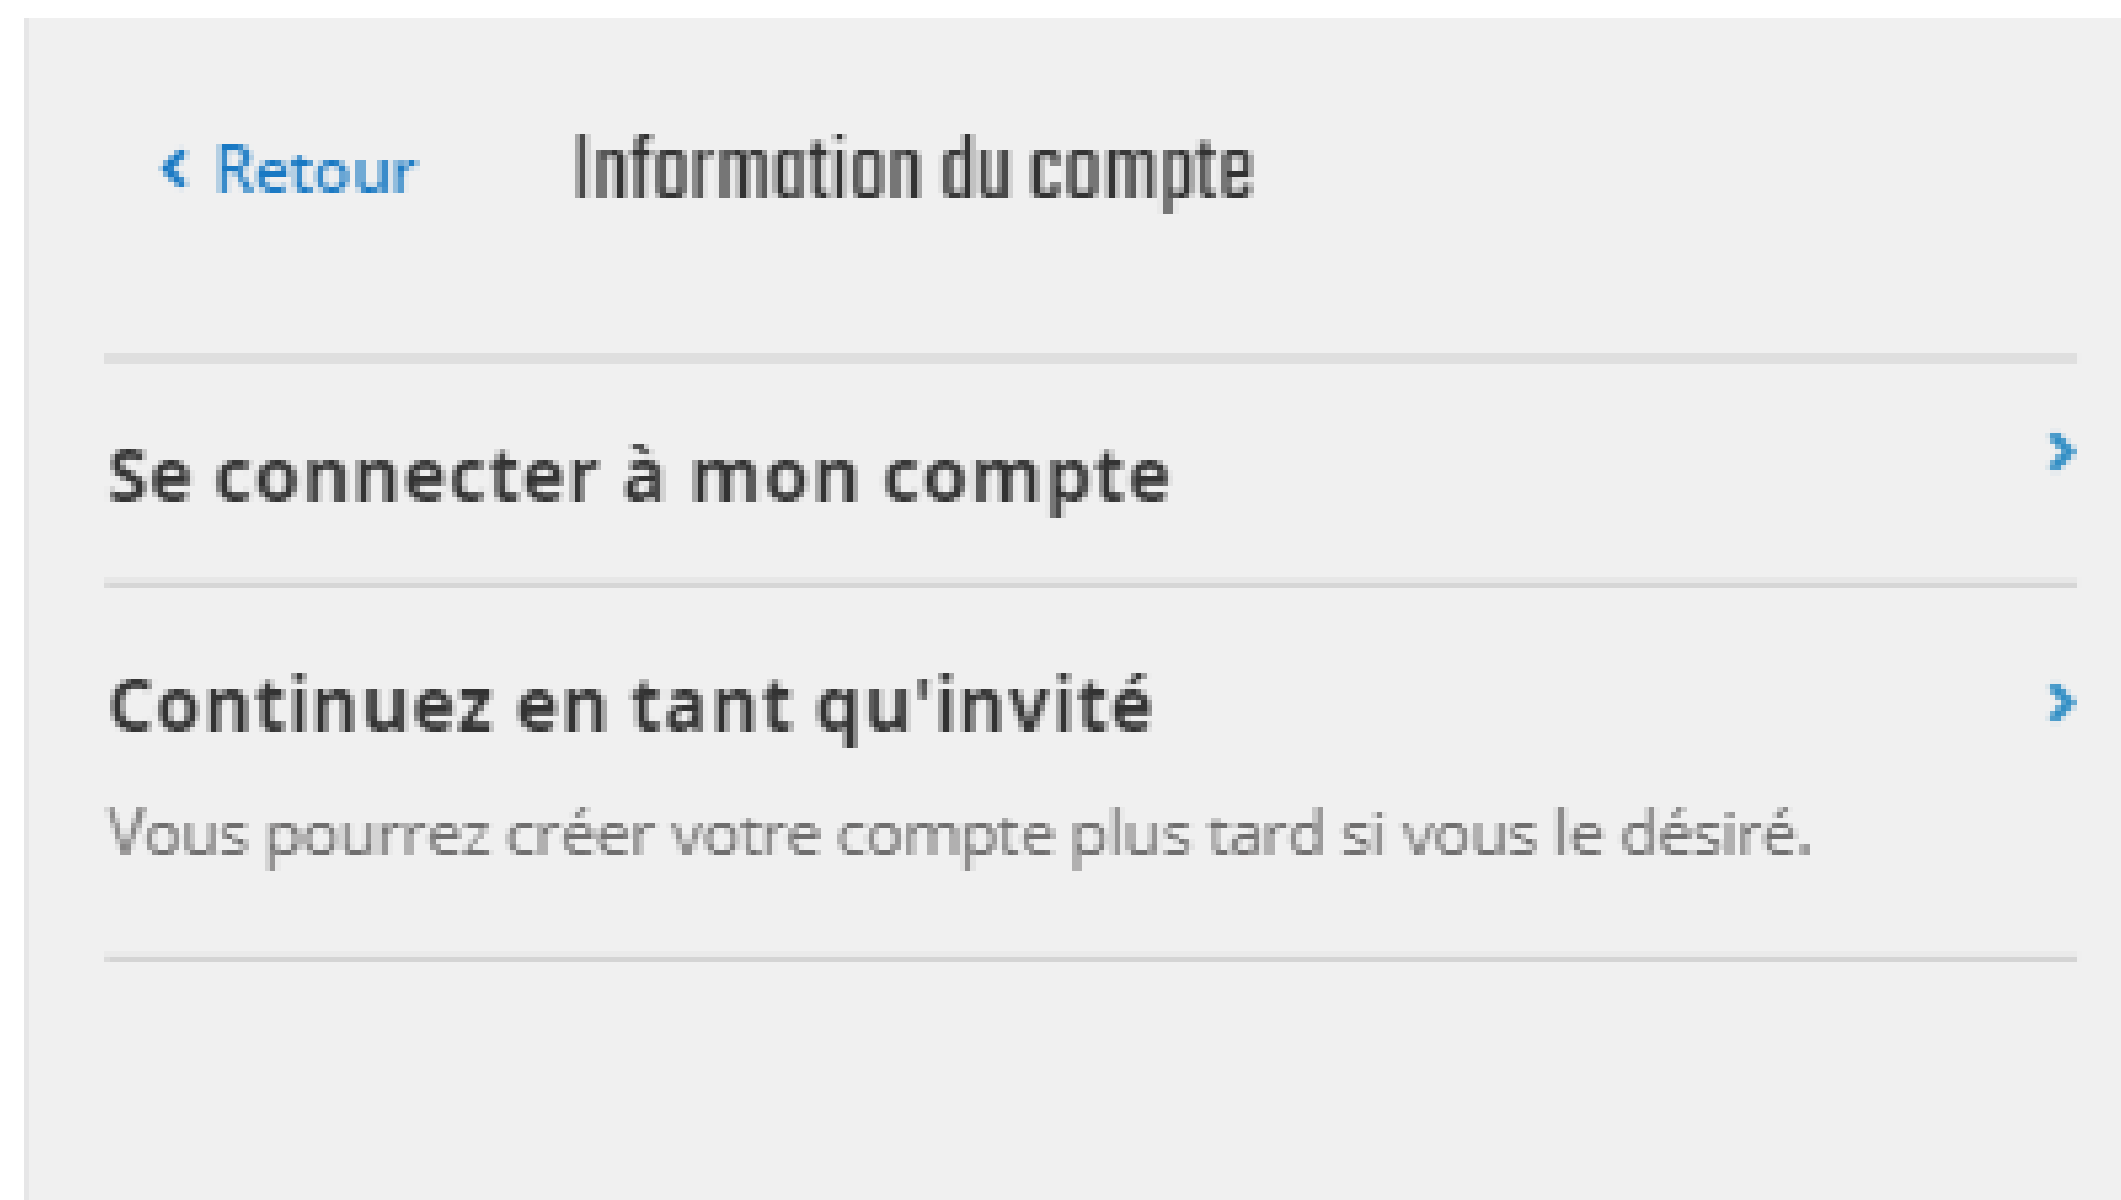 Retour Information du compte
Se connecter à mon compte
Continuez en tant qu'invité
Vous pourrez créer votre compte plus tard si vous le désiré.